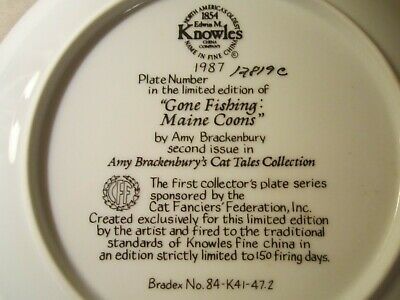 NORTH AMERICA'S OLDEST
1854
Edwin M.
Knowles
CHINA
COMPANY
NAME IN FINE CHINA
®
1987
Plate Number 12819C
in the limited edition of
"Gone Fishing:
Maine Coons"
by Amy Brackenbury
second issue in
Amy Brackenbury's Cat Tales Collection
CFF
The first collector's plate series
sponsored by the
Cat Fanciers' Federation, Inc.
Created exclusively for this limited edition
by the artist and fired to the traditional
standards of Knowles fine china in
an edition strictly limited to 150 firing days.
Bradex No. 84-K41-47.2